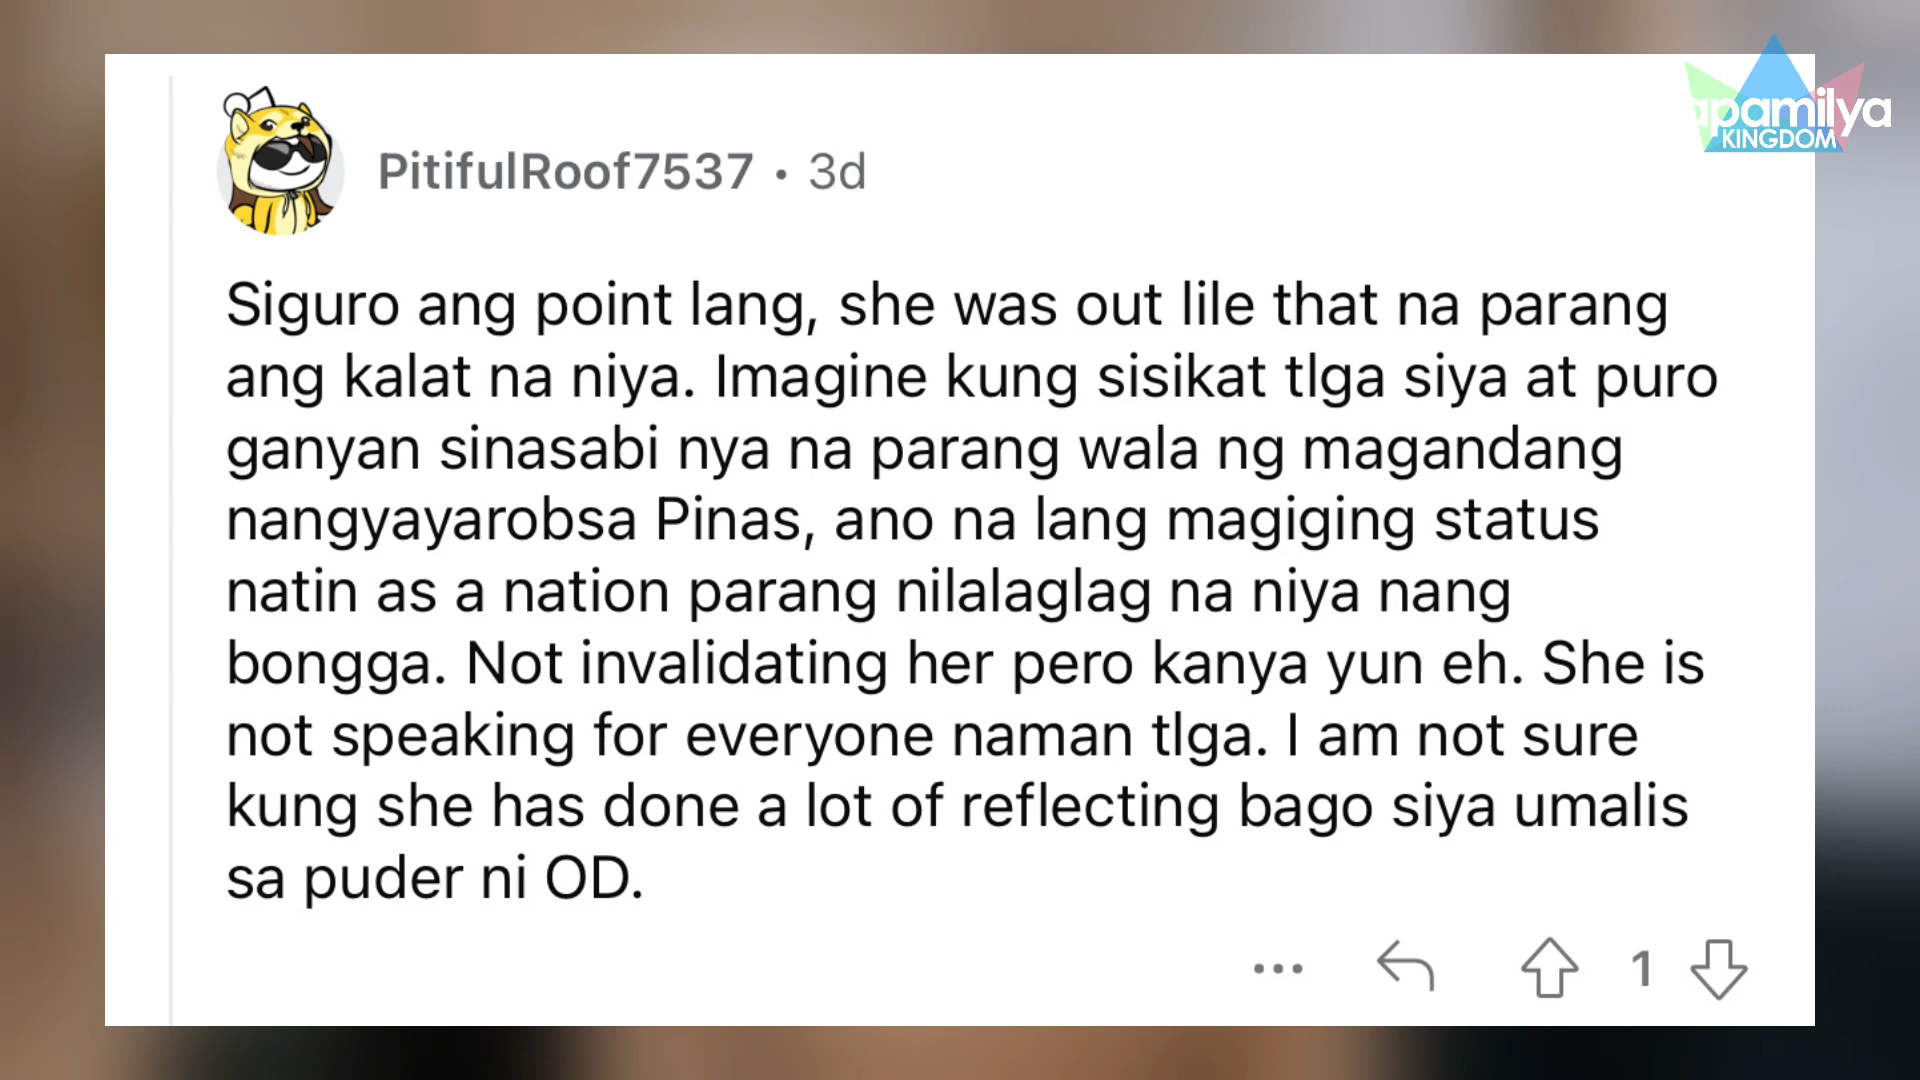 apamilya
KINGDOM
PitifulRoof7537 • 3d
Siguro ang point lang, she was out lile that na parang
ang kalat na niya. Imagine kung sisikat tlga siya at puro
ganyan sinasabi nya na parang wala ng magandang
nangyayarobsa Pinas, ano na lang magiging status
natin as a nation parang nilalaglag na niya nang
bongga. Not invalidating her pero kanya yun eh. She is
not speaking for everyone naman tlga. I am not sure
kung she has done a lot of reflecting bago siya umalis
sa puder ni OD.
1